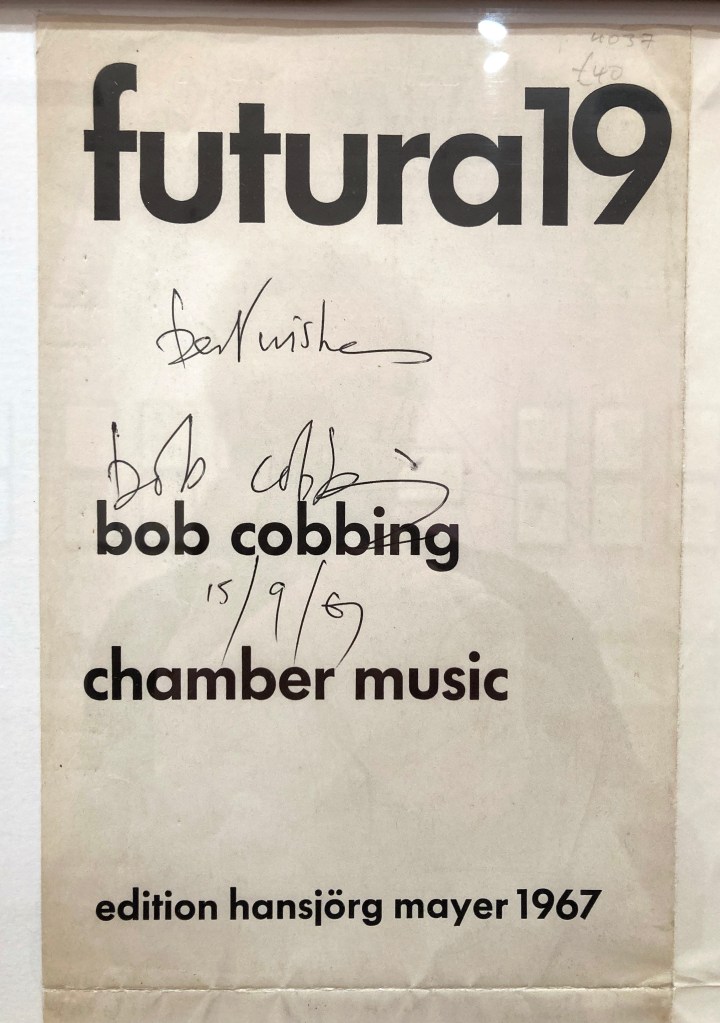 4037
£40
futura19
best wishes
bob cobbing
bob cobbing
15/9/67
chamber music
edition hansjörg mayer 1967